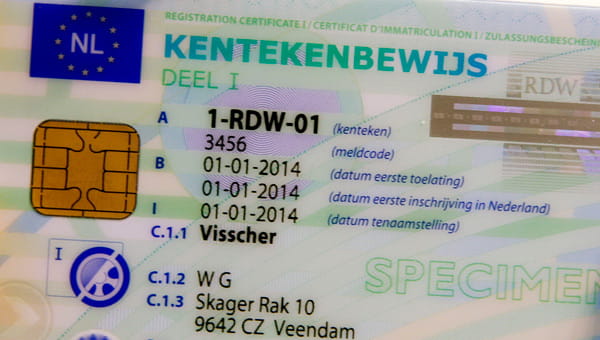 NL
REGISTRATION CERTIFICATE I / CERTIFICAT D'IMMATRICULATION I / ZULASSUNGSBESCHEIN
KENTEKENBEWIJS
DEEL I
RDW
A 1-RDW-01 (kenteken)
3456 (meldcode)
B 01-01-2014 (datum eerste toelating)
01-01-2014 (datum eerste inschrijving in Nederland)
I 01-01-2014 (datum tenaamstelling)
C.1.1 Visscher
I
SPECIMEN
C.1.2 W G
C.1.3 Skager Rak 10
9642 CZ Veendam